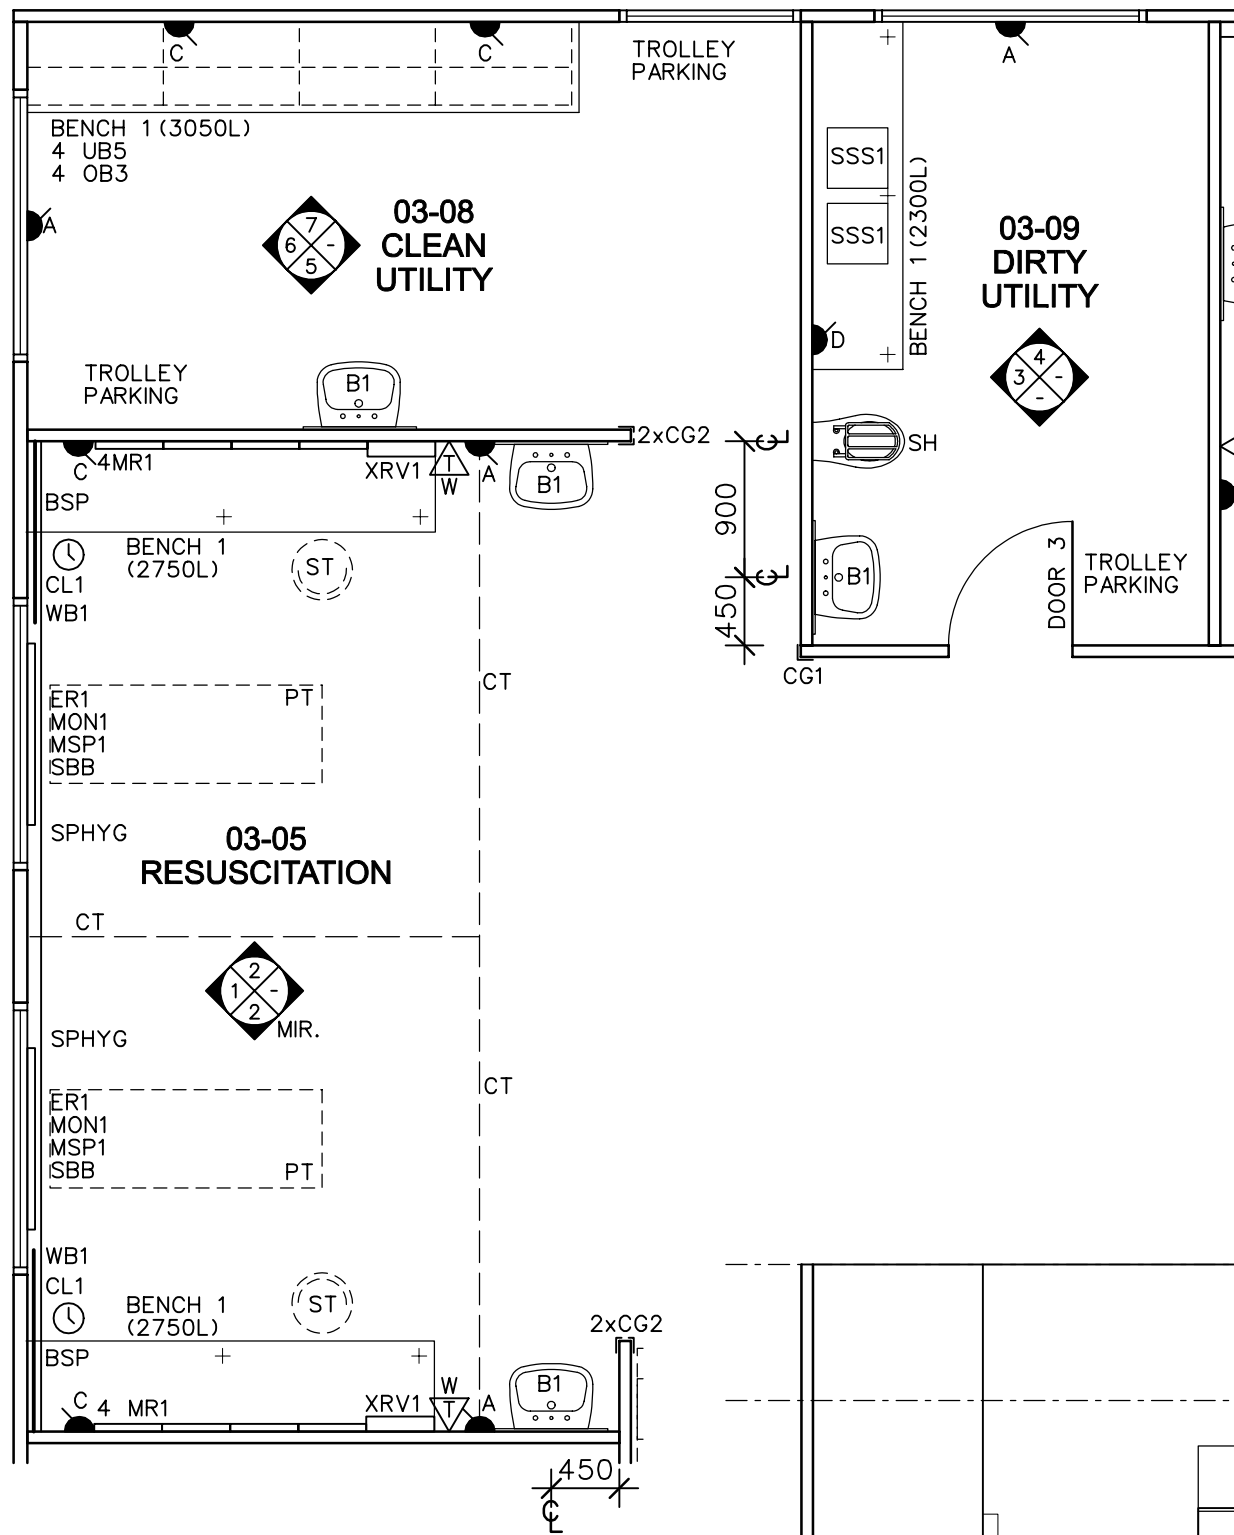 C
C
TROLLEY
PARKING
A
BENCH 1 (3050L)
4 UB5
4 OB3
SSS1
SSS1
BENCH 1 (2300L)
A
7
6
-
5
03-08
CLEAN
UTILITY
03-09
DIRTY
UTILITY
D
4
3
-
-
TROLLEY
PARKING
B1
2xCG2
SH
C
4MR1
XRV1
T
W
A
B1
BSP
CL
900
CL
450
BENCH 1
(2750L)
ST
CL1
WB1
B1
DOOR 3
TROLLEY
PARKING
CG1
CT
ER1
MON1
MSP1
SBB
PT
SPHYG
03-05
RESUSCITATION
CT
2
1
-
2
MIR.
SPHYG
CT
ER1
MON1
MSP1
SBB
PT
WB1
CL1
BENCH 1
(2750L)
ST
2xCG2
BSP
C
4 MR1
XRV1
W
T
A
B1
450
CL